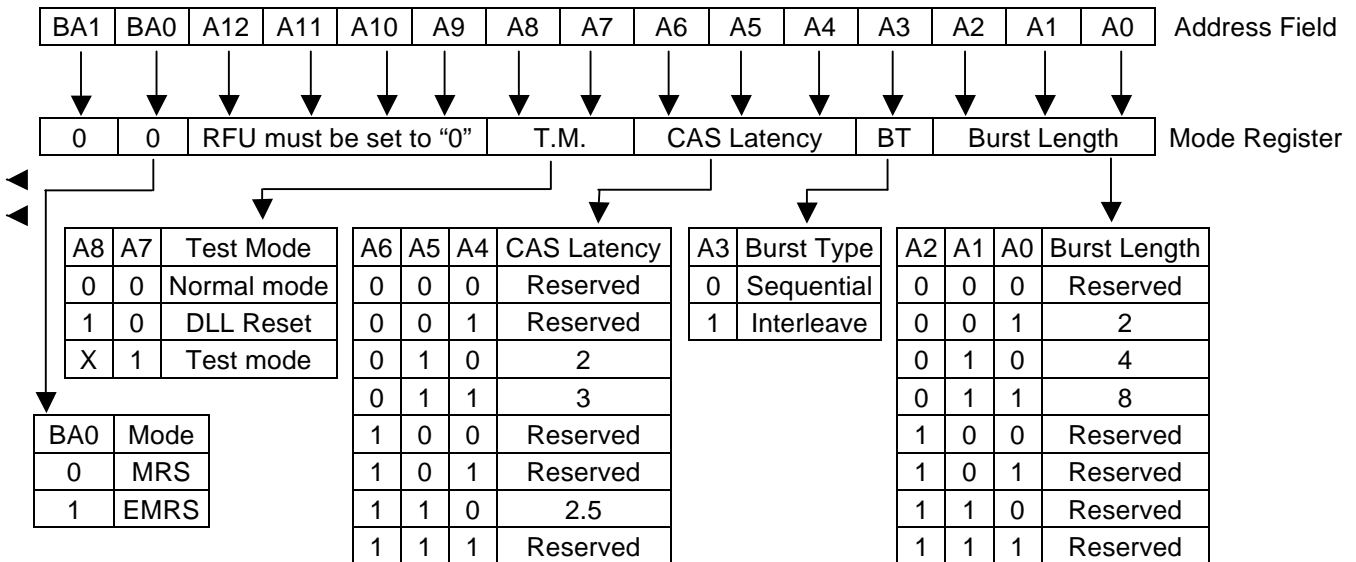 BA1 BA0 A12 A11 A10 A9 A8 A7 A6 A5 A4 A3 A2 A1 A0 Address Field
0 0 RFU must be set to “0” T.M. CAS Latency BT Burst Length Mode Register
A8 A7 Test Mode
0 0 Normal mode
1 0 DLL Reset
X 1 Test mode
BA0 Mode
0 MRS
1 EMRS
A6 A5 A4 CAS Latency
0 0 0 Reserved
0 0 1 Reserved
0 1 0 2
0 1 1 3
1 0 0 Reserved
1 0 1 Reserved
1 1 0 2.5
1 1 1 Reserved
A3 Burst Type
0 Sequential
1 Interleave
A2 A1 A0 Burst Length
0 0 0 Reserved
0 0 1 2
0 1 0 4
0 1 1 8
1 0 0 Reserved
1 0 1 Reserved
1 1 0 Reserved
1 1 1 Reserved